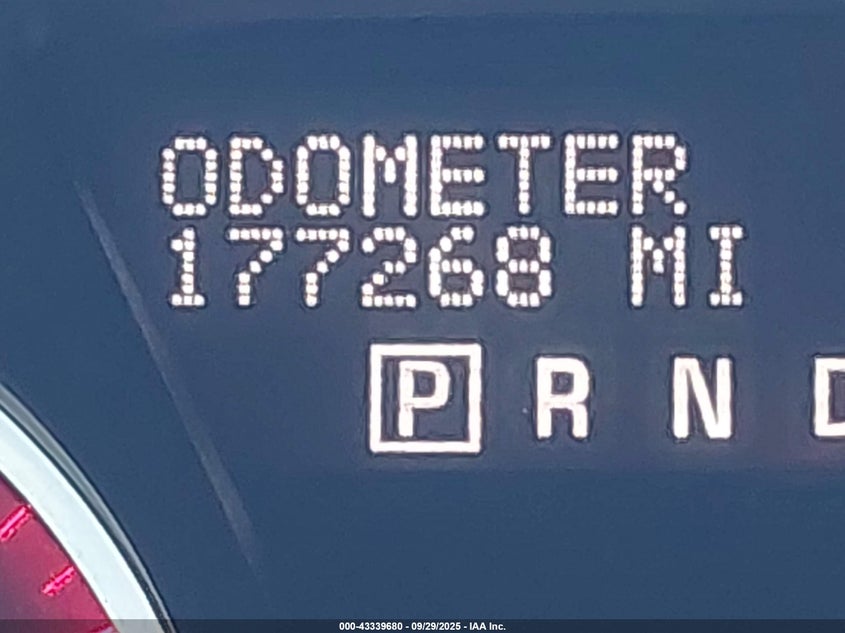 ODOMETER
177268 MI
P R N D
000-43339680 - 09/29/2025 - IAA Inc.